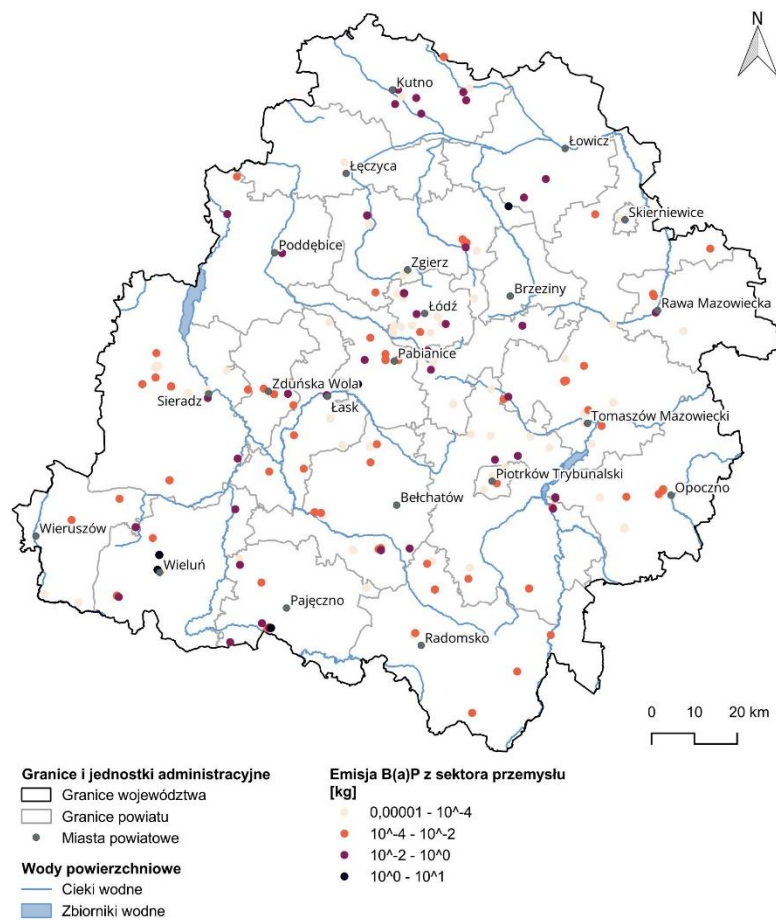 N
Kutno
Łowicz
Łęczyca
Skierniewice
Poddębice
Zgierz
Brzeziny
Rawa Mazowiecka
Łódź
Pabianice
Zduńska Wola
Sieradz
Łask
Tomaszów Mazowiecki
Piotrków Trybunalski
Opoczno
Bełchatów
Wieruszów
Wieluń
Pajęczno
Radomsko
0 10 20 km
Granice i jednostki administracyjne
Granice województwa
Granice powiatu
Miasta powiatowe
Wody powierzchniowe
Cieki wodne
Zbiorniki wodne
Emisja B(a)P z sektora przemysłu
[kg]
0,00001 - 10^-4
10^-4 - 10^-2
10^-2 - 10^0
10^0 - 10^1